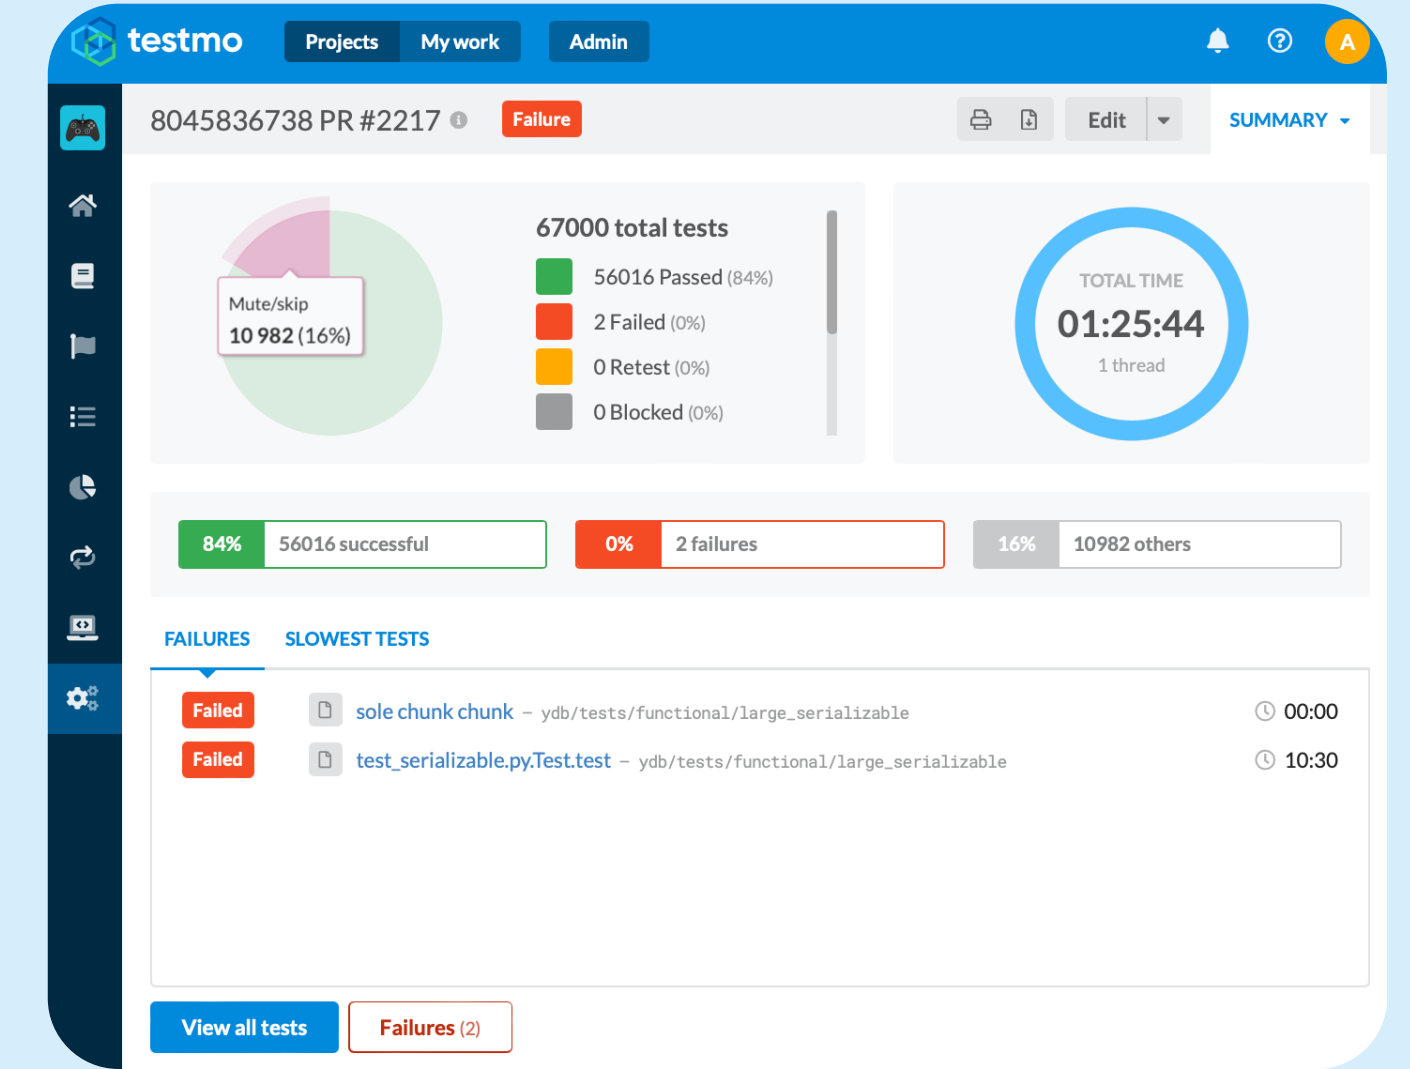 testmo
Projects
My work
Admin
A
8045836738 PR #2217
Failure
Edit
SUMMARY
Mute/skip
10 982 (16%)
67000 total tests
56016 Passed (84%)
2 Failed (0%)
0 Retest (0%)
0 Blocked (0%)
TOTAL TIME
01:25:44
1 thread
84% 56016 successful
0% 2 failures
16% 10982 others
FAILURES
SLOWEST TESTS
Failed sole chunk chunk – ydb/tests/functional/large_serializable 00:00
Failed test_serializable.py.Test.test – ydb/tests/functional/large_serializable 10:30
View all tests
Failures (2)